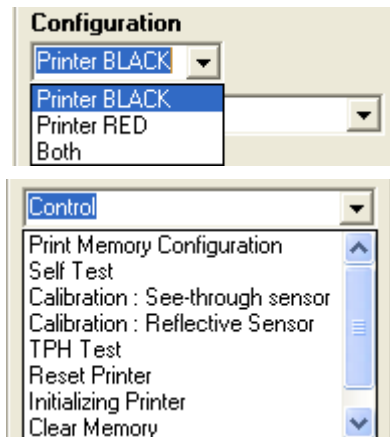 Configuration
Printer BLACK
Printer BLACK
Printer RED
Both
Control
Print Memory Configuration
Self Test
Calibration : See-through sensor
Calibration : Reflective Sensor
TPH Test
Reset Printer
Initializing Printer
Clear Memory